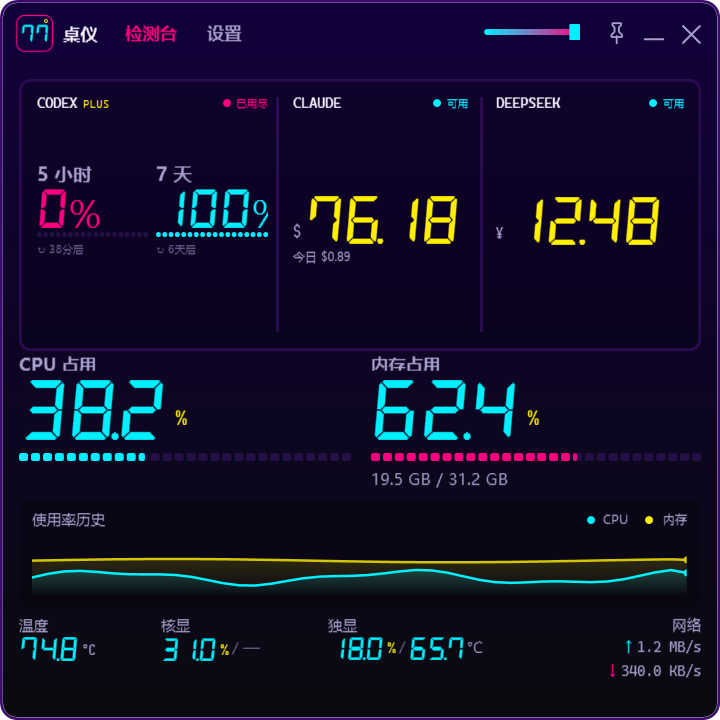 77 桌仪 检测台 设置
CODEX PLUS 已用尽 CLAUDE 可用 DEEPSEEK 可用
5 小时 7 天
0% 100% $ 76.18 ¥ 12.48
↻ 38分后 ↻ 6天后 今日 $0.89
CPU 占用 内存占用
38.2 % 62.4 %
19.5 GB / 31.2 GB
使用率历史 CPU 内存
温度 核显 独显 网络
74.8 °C 31.0 % / — 18.0 % / 65.7 °C ↑ 1.2 MB/s
↓ 340.0 KB/s